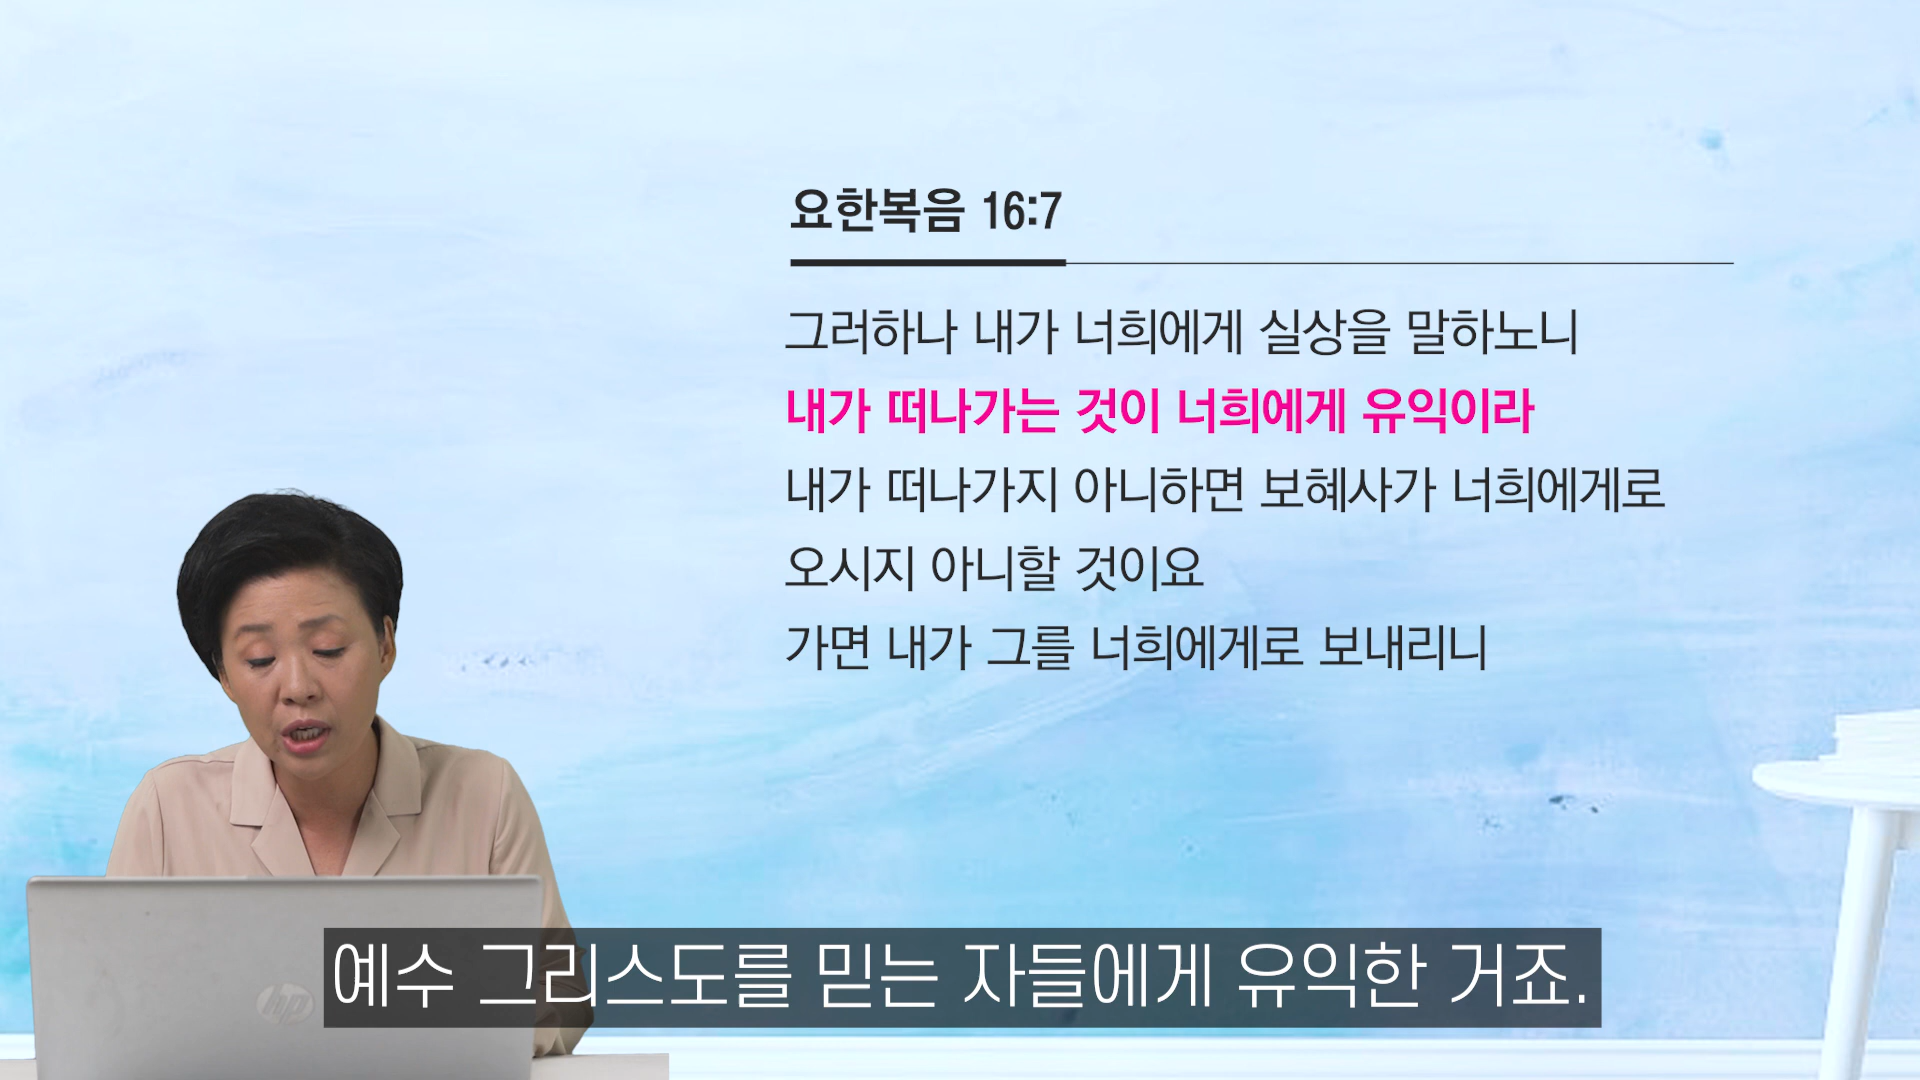 요한복음 16:7
그러하나 내가 너희에게 실상을 말하노니
내가 떠나가는 것이 너희에게 유익이라
내가 떠나가지 아니하면 보혜사가 너희에게로
오시지 아니할 것이요
가면 내가 그를 너희에게로 보내리니
hp
예수 그리스도를 믿는 자들에게 유익한 거죠.